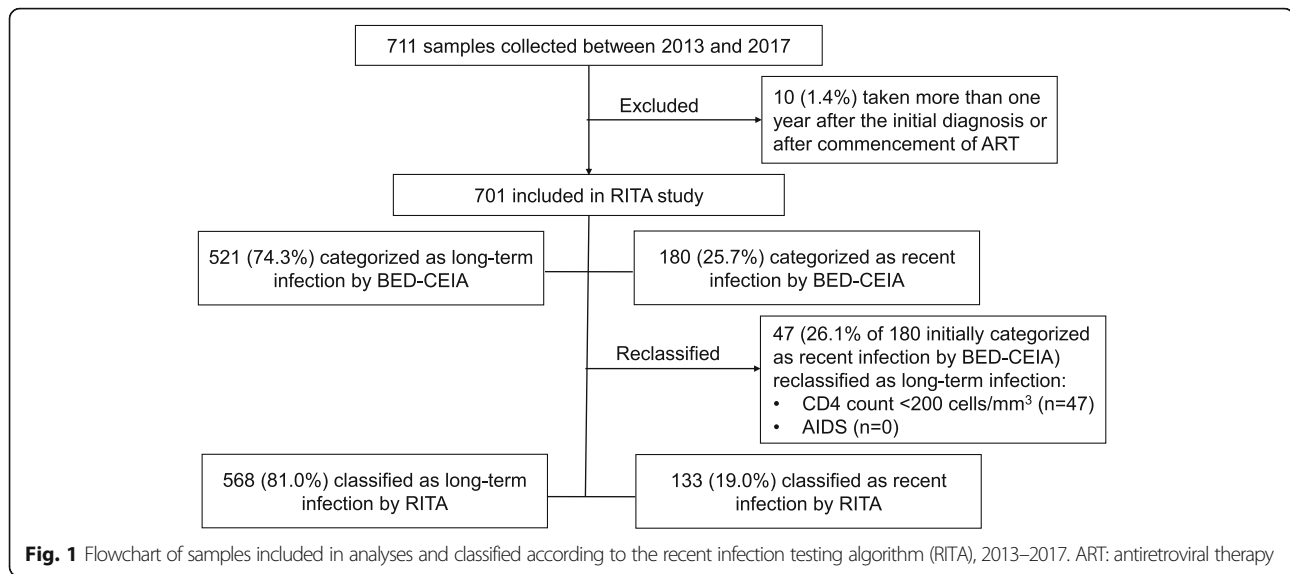 711 samples collected between 2013 and 2017
Excluded
10 (1.4%) taken more than one
year after the initial diagnosis or
after commencement of ART
701 included in RITA study
521 (74.3%) categorized as long-term
infection by BED-CEIA
180 (25.7%) categorized as recent
infection by BED-CEIA
Reclassified
47 (26.1% of 180 initially categorized
as recent infection by BED-CEIA)
reclassified as long-term infection:
• CD4 count <200 cells/mm³ (n=47)
• AIDS (n=0)
568 (81.0%) classified as long-term
infection by RITA
133 (19.0%) classified as recent
infection by RITA
Fig. 1 Flowchart of samples included in analyses and classified according to the recent infection testing algorithm (RITA), 2013–2017. ART: antiretroviral therapy